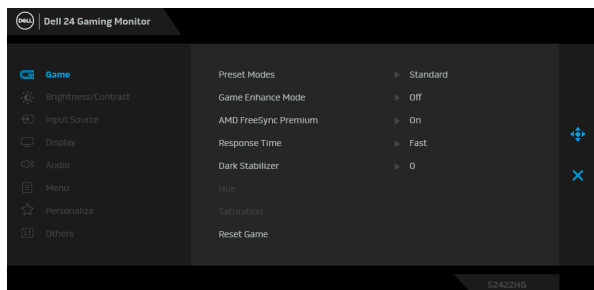 DELL Dell 24 Gaming Monitor
Game
Brightness/Contrast
Input Source
Display
Audio
Menu
Personalize
Others
Preset Modes Standard
Game Enhance Mode Off
AMD FreeSync Premium On
Response Time Fast
Dark Stabilizer 0
Hue
Saturation
Reset Game
S2422HG